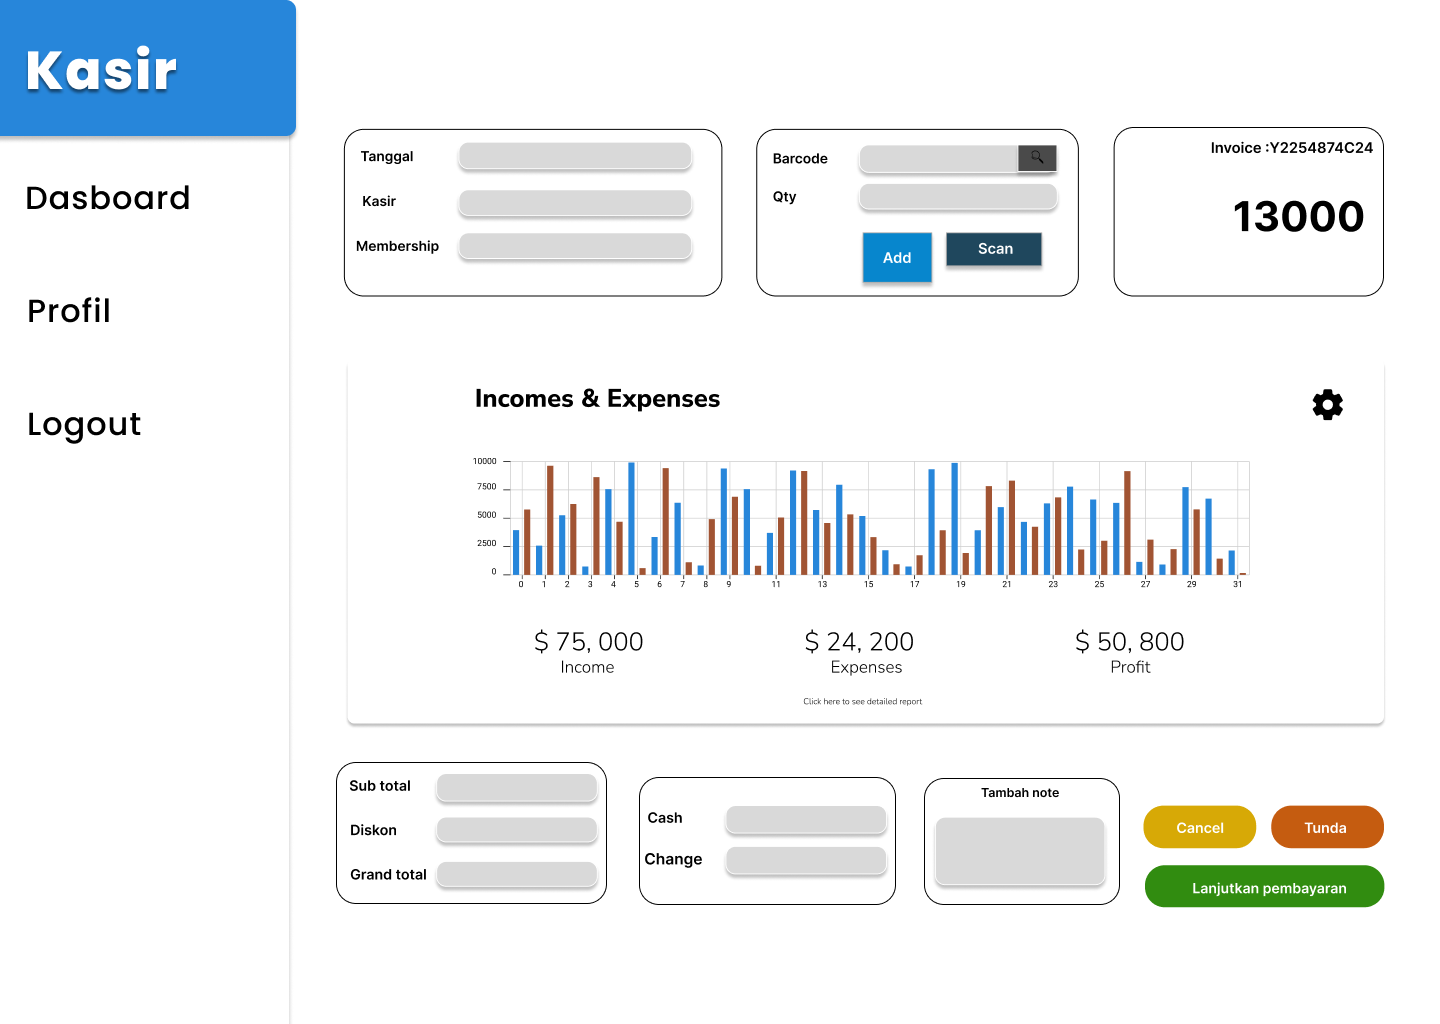 Kasir
Dasboard
Profil
Logout
Tanggal
Kasir
Membership
Barcode
Qty
Add
Scan
Invoice :Y2254874C24
13000
Incomes & Expenses
10000
7500
5000
2500
0
0 1 2 3 4 5 6 7 8 9 11 13 15 17 19 21 23 25 27 29 31
$ 75, 000
Income
$ 24, 200
Expenses
$ 50, 800
Profit
Click here to see detailed report
Sub total
Diskon
Grand total
Cash
Change
Tambah note
Cancel
Tunda
Lanjutkan pembayaran